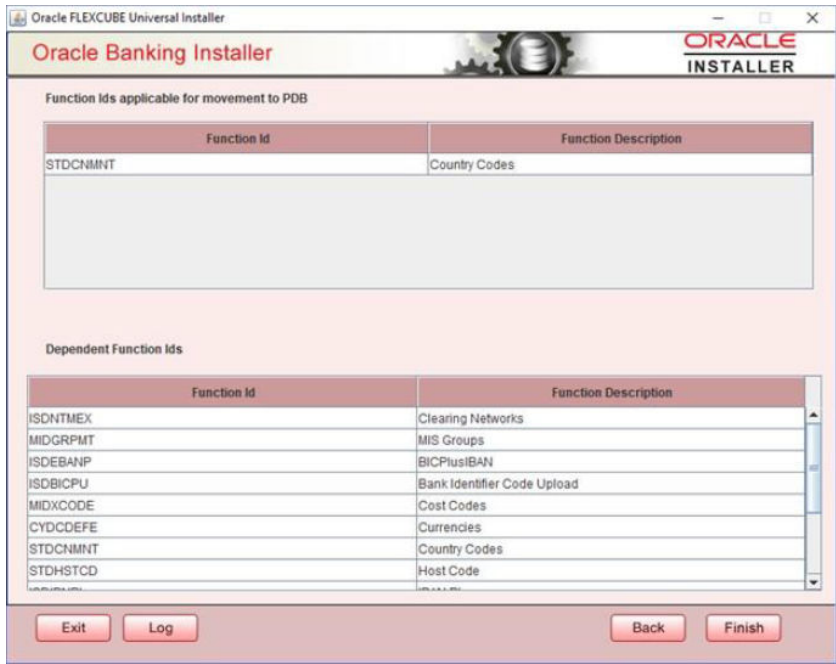 Oracle FLEXCUBE Universal Installer
Oracle Banking Installer
ORACLE
INSTALLER
Function Ids applicable for movement to PDB
Function Id Function Description
STDCNMNT Country Codes
Dependent Function Ids
Function Id Function Description
ISDNTMEX Clearing Networks
MIDGRPMT MIS Groups
ISDEBANP BICPlusIBAN
ISDBICPU Bank Identifier Code Upload
MIDXCODE Cost Codes
CYDCDEFE Currencies
STDCNMNT Country Codes
STDHSTCD Host Code
Exit Log Back Finish